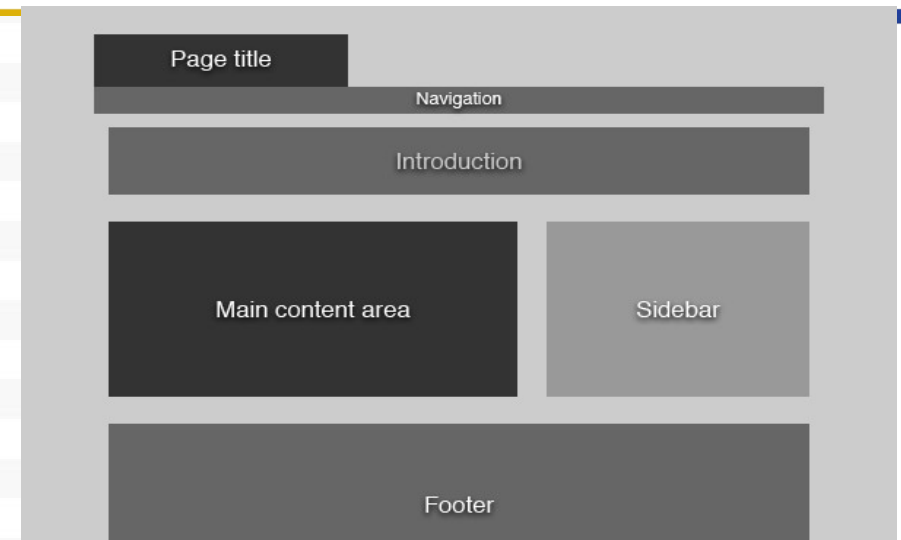 Page title
Navigation
Introduction
Main content area
Sidebar
Footer